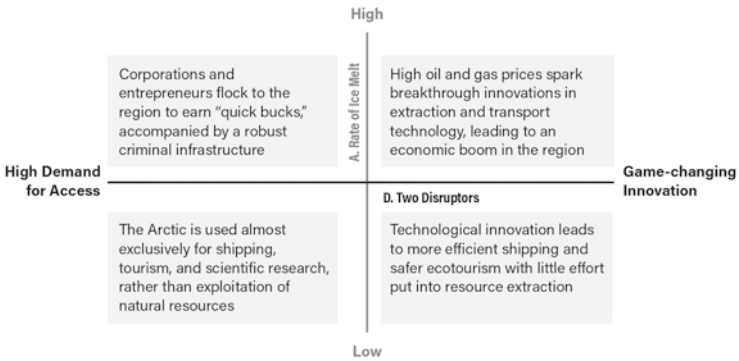 High
A. Rate of Ice Melt
Corporations and
entrepreneurs flock to the
region to earn “quick bucks,”
accompanied by a robust
criminal infrastructure
High oil and gas prices spark
breakthrough innovations in
extraction and transport
technology, leading to an
economic boom in the region
High Demand
for Access
Game-changing
Innovation
D. Two Disruptors
The Arctic is used almost
exclusively for shipping,
tourism, and scientific research,
rather than exploitation of
natural resources
Technological innovation leads
to more efficient shipping and
safer ecotourism with little effort
put into resource extraction
Low